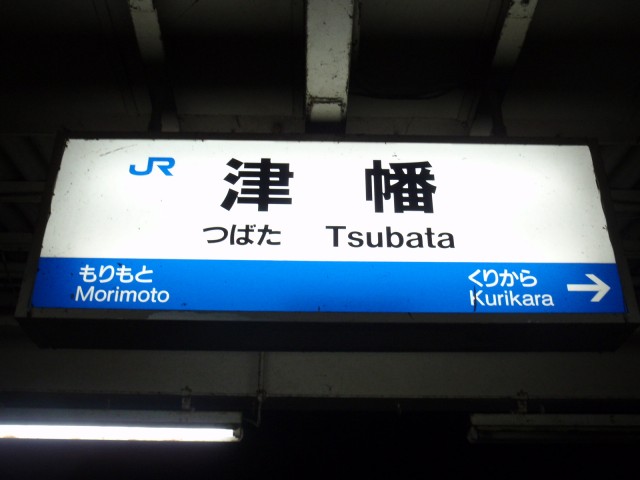 JR
津幡
つばた Tsubata
もりもと くりから →
Morimoto Kurikara